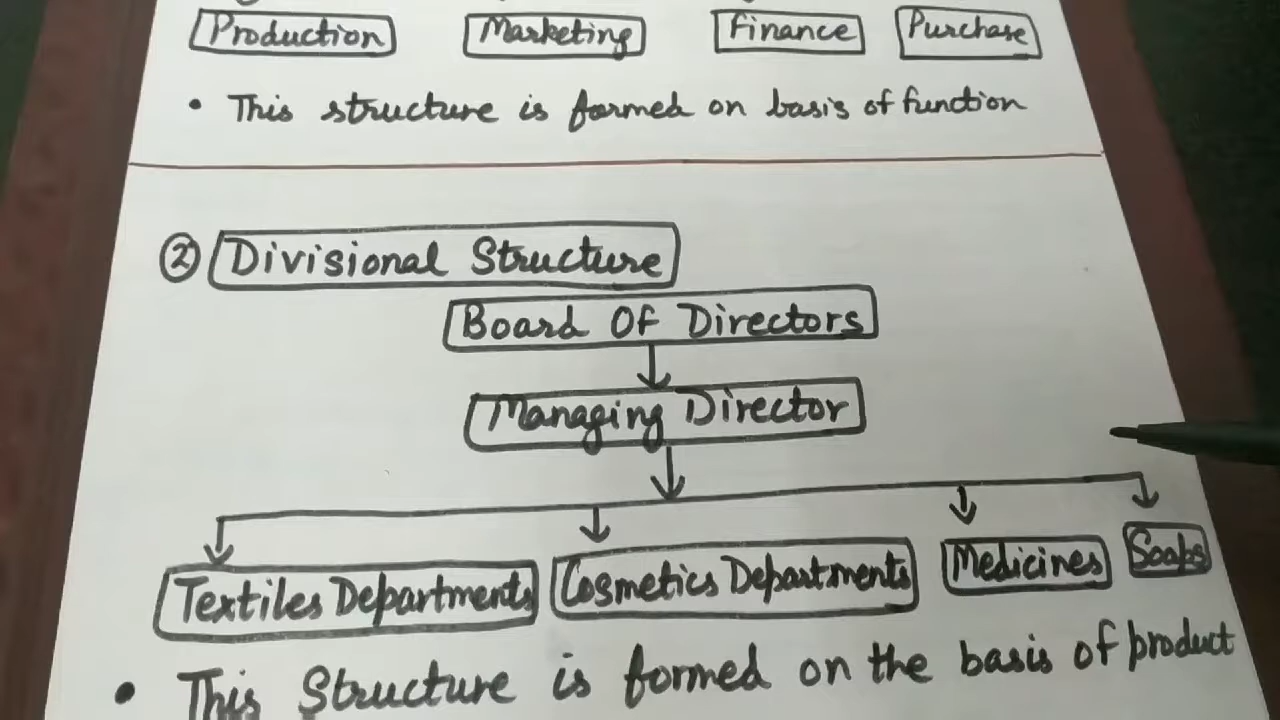 Production Marketing Finance Purchase
• This structure is formed on basis of function
② Divisional Structure
Board Of Directors
Managing Director
Textiles Departments Cosmetics Departments Medicines Soaps
• This Structure is formed on the basis of product